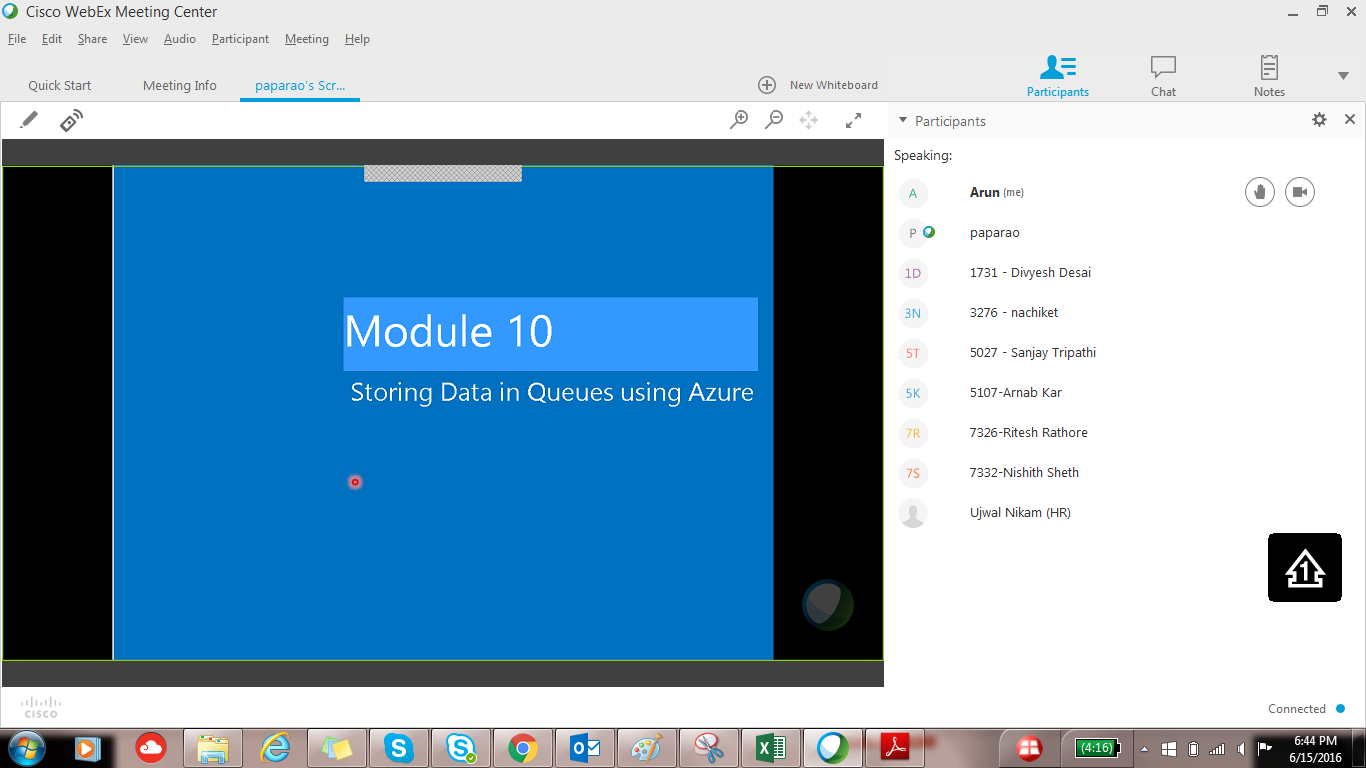 Cisco WebEx Meeting Center
File Edit Share View Audio Participant Meeting Help
Quick Start Meeting Info paparao's Scr... New Whiteboard
Participants Chat Notes
Participants
Speaking:
A Arun (me)
P paparao
1D 1731 - Divyesh Desai
3N 3276 - nachiket
5T 5027 - Sanjay Tripathi
5K 5107-Arnab Kar
7R 7326-Ritesh Rathore
7S 7332-Nishith Sheth
Ujwal Nikam (HR)
Module 10
Storing Data in Queues using Azure
1
CISCO
Connected
(4:16)
6:44 PM
6/15/2016